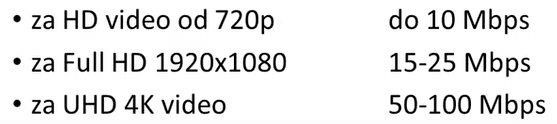 • za HD video od 720p do 10 Mbps
• za Full HD 1920x1080 15-25 Mbps
• za UHD 4K video 50-100 Mbps